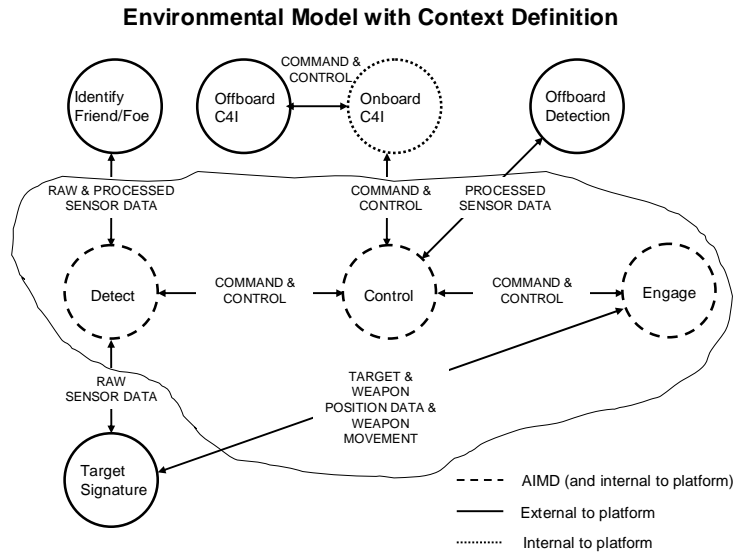 Environmental Model with Context Definition
Identify
Friend/Foe
Offboard
C4I
COMMAND &
CONTROL
Onboard
C4I
Offboard
Detection
RAW & PROCESSED
SENSOR DATA
COMMAND &
CONTROL
PROCESSED
SENSOR DATA
Detect
COMMAND &
CONTROL
Control
COMMAND &
CONTROL
Engage
RAW
SENSOR DATA
TARGET &
WEAPON
POSITION DATA &
WEAPON
MOVEMENT
Target
Signature
AIMD (and internal to platform)
External to platform
Internal to platform